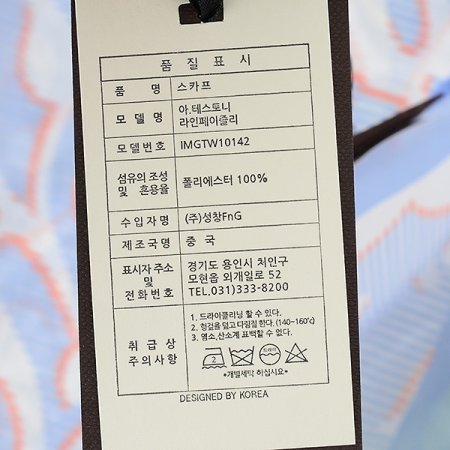 품 질 표 시
품 명 스카프
모 델 명 아.테스토니
라인페이즐리
모델번호 IMGTW10142
섬유의 조성
및 혼용율 폴리에스터 100%
수입자명 (주)성창FnG
제조국명 중 국
표시자 주소
및
전화번호 경기도 용인시 처인구
모현읍 외개일로 52
TEL.031)333-8200
취 급 상
주의사항 1. 드라이클리닝 할 수 있다.
2. 헝겊을 덮고 다림질 한다. (140~160℃)
3. 염소,산소계 표백할 수 없다.
2 드라이
*개별세탁 하십시요*
DESIGNED BY KOREA